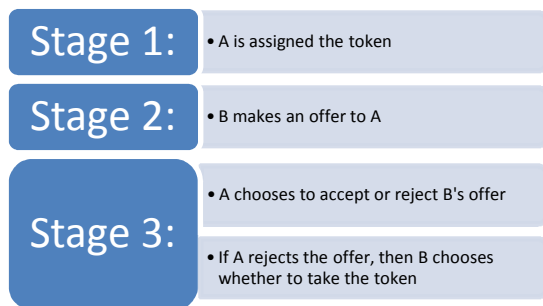 Stage 1:
• A is assigned the token
Stage 2:
• B makes an offer to A
Stage 3:
• A chooses to accept or reject B's offer
• If A rejects the offer, then B chooses
whether to take the token